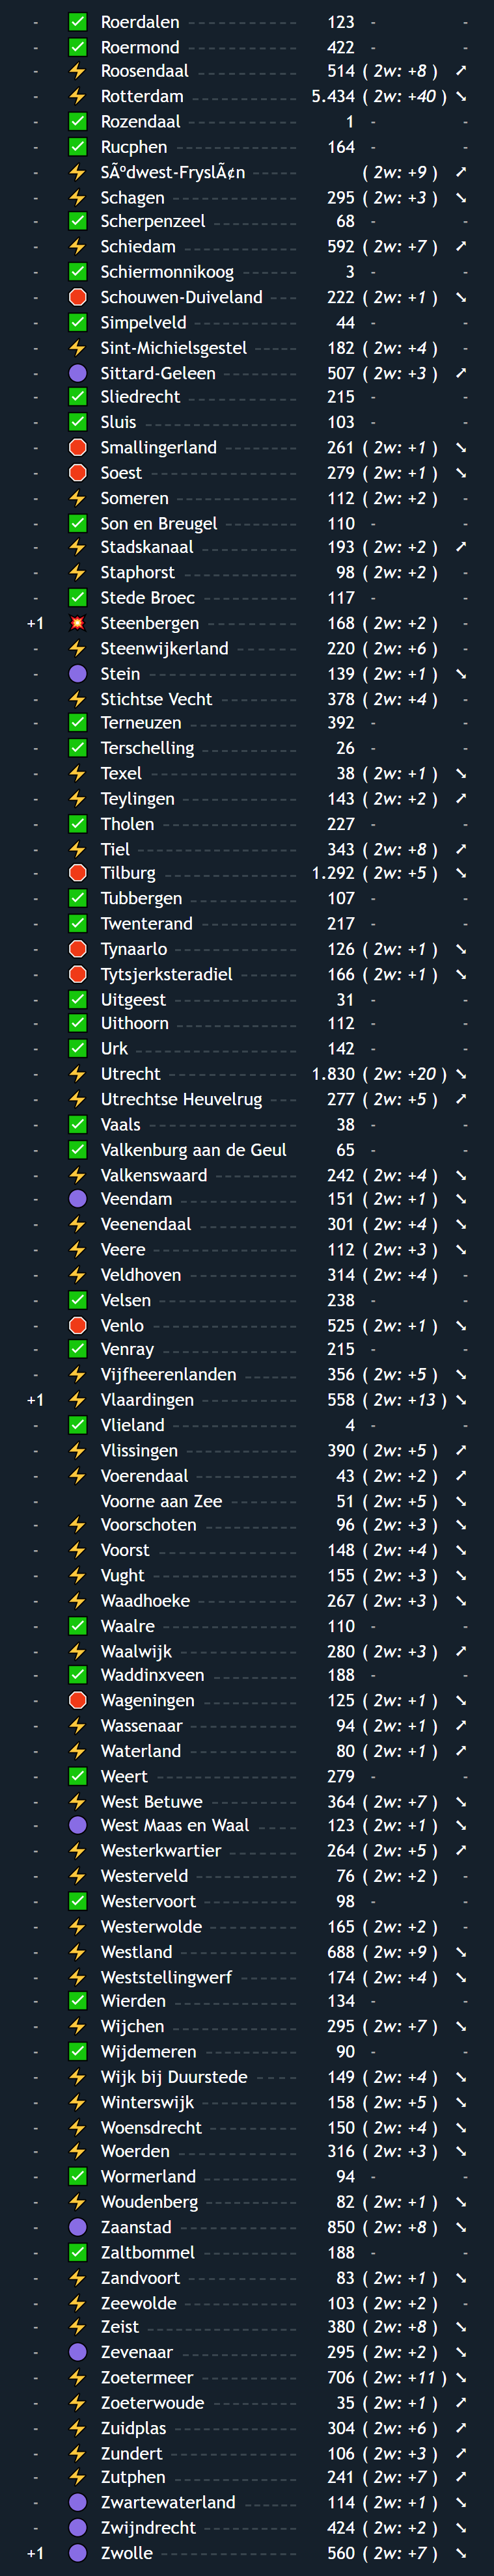 - ✅ Roerdalen 123 - -
- ✅ Roermond 422 - -
- ⚡ Roosendaal 514 ( 2w: +8 ) ➚
- ⚡ Rotterdam 5.434 ( 2w: +40 ) ➘
- ✅ Rozendaal 1 - -
- ✅ Rucphen 164 - -
- ⚡ SÃºdwest-FryslÃ¢n ( 2w: +9 ) ➚
- ⚡ Schagen 295 ( 2w: +3 ) ➘
- ✅ Scherpenzeel 68 - -
- ⚡ Schiedam 592 ( 2w: +7 ) ➚
- ✅ Schiermonnikoog 3 - -
- 🛑 Schouwen-Duiveland 222 ( 2w: +1 ) ➘
- ✅ Simpelveld 44 - -
- ⚡ Sint-Michielsgestel 182 ( 2w: +4 ) -
- 🟣 Sittard-Geleen 507 ( 2w: +3 ) ➚
- ✅ Sliedrecht 215 - -
- ✅ Sluis 103 - -
- 🛑 Smallingerland 261 ( 2w: +1 ) ➘
- 🛑 Soest 279 ( 2w: +1 ) ➘
- ⚡ Someren 112 ( 2w: +2 ) -
- ✅ Son en Breugel 110 - -
- ⚡ Stadskanaal 193 ( 2w: +2 ) ➚
- ⚡ Staphorst 98 ( 2w: +2 ) -
- ✅ Stede Broec 117 - -
+1 💥 Steenbergen 168 ( 2w: +2 ) -
- ⚡ Steenwijkerland 220 ( 2w: +6 ) -
- 🟣 Stein 139 ( 2w: +1 ) ➘
- ⚡ Stichtse Vecht 378 ( 2w: +4 ) -
- ✅ Terneuzen 392 - -
- ✅ Terschelling 26 - -
- ⚡ Texel 38 ( 2w: +1 ) ➘
- ⚡ Teylingen 143 ( 2w: +2 ) ➚
- ✅ Tholen 227 - -
- ⚡ Tiel 343 ( 2w: +8 ) ➚
- 🛑 Tilburg 1.292 ( 2w: +5 ) ➘
- ✅ Tubbergen 107 - -
- ✅ Twenterand 217 - -
- 🛑 Tynaarlo 126 ( 2w: +1 ) ➘
- 🛑 Tytsjerksteradiel 166 ( 2w: +1 ) ➘
- ✅ Uitgeest 31 - -
- ✅ Uithoorn 112 - -
- ✅ Urk 142 - -
- ⚡ Utrecht 1.830 ( 2w: +20 ) ➘
- ⚡ Utrechtse Heuvelrug 277 ( 2w: +5 ) ➚
- ✅ Vaals 38 - -
- ✅ Valkenburg aan de Geul 65 - -
- ⚡ Valkenswaard 242 ( 2w: +4 ) ➘
- 🟣 Veendam 151 ( 2w: +1 ) ➘
- ⚡ Veenendaal 301 ( 2w: +4 ) ➘
- ⚡ Veere 112 ( 2w: +3 ) ➘
- ⚡ Veldhoven 314 ( 2w: +4 ) -
- ✅ Velsen 238 - -
- 🛑 Venlo 525 ( 2w: +1 ) ➘
- ✅ Venray 215 - -
- ⚡ Vijfheerenlanden 356 ( 2w: +5 ) ➘
+1 ⚡ Vlaardingen 558 ( 2w: +13 ) ➘
- ✅ Vlieland 4 - -
- ⚡ Vlissingen 390 ( 2w: +5 ) ➚
- ⚡ Voerendaal 43 ( 2w: +2 ) ➚
- Voorne aan Zee 51 ( 2w: +5 ) ➘
- ⚡ Voorschoten 96 ( 2w: +3 ) ➘
- ⚡ Voorst 148 ( 2w: +4 ) ➘
- ⚡ Vught 155 ( 2w: +3 ) ➘
- ⚡ Waadhoeke 267 ( 2w: +3 ) ➘
- ✅ Waalre 110 - -
- ⚡ Waalwijk 280 ( 2w: +3 ) ➚
- ✅ Waddinxveen 188 - -
- 🛑 Wageningen 125 ( 2w: +1 ) ➘
- ⚡ Wassenaar 94 ( 2w: +1 ) ➚
- ⚡ Waterland 80 ( 2w: +1 ) ➚
- ✅ Weert 279 - -
- ⚡ West Betuwe 364 ( 2w: +7 ) ➘
- 🟣 West Maas en Waal 123 ( 2w: +1 ) ➘
- ⚡ Westerkwartier 264 ( 2w: +5 ) ➚
- ⚡ Westerveld 76 ( 2w: +2 ) -
- ✅ Westervoort 98 - -
- ⚡ Westerwolde 165 ( 2w: +2 ) -
- ⚡ Westland 688 ( 2w: +9 ) ➘
- ⚡ Weststellingwerf 174 ( 2w: +4 ) ➘
- ✅ Wierden 134 - -
- ⚡ Wijchen 295 ( 2w: +7 ) ➘
- ✅ Wijdemeren 90 - -
- ⚡ Wijk bij Duurstede 149 ( 2w: +4 ) ➘
- ⚡ Winterswijk 158 ( 2w: +5 ) ➘
- ⚡ Woensdrecht 150 ( 2w: +4 ) ➘
- ⚡ Woerden 316 ( 2w: +3 ) ➘
- ✅ Wormerland 94 - -
- ⚡ Woudenberg 82 ( 2w: +1 ) ➘
- 🟣 Zaanstad 850 ( 2w: +8 ) ➘
- ✅ Zaltbommel 188 - -
- ⚡ Zandvoort 83 ( 2w: +1 ) ➘
- ⚡ Zeewolde 103 ( 2w: +2 ) -
- ⚡ Zeist 380 ( 2w: +8 ) ➘
- 🟣 Zevenaar 295 ( 2w: +2 ) ➘
- ⚡ Zoetermeer 706 ( 2w: +11 ) ➘
- ⚡ Zoeterwoude 35 ( 2w: +1 ) ➚
- ⚡ Zuidplas 304 ( 2w: +6 ) ➚
- ⚡ Zundert 106 ( 2w: +3 ) ➚
- ⚡ Zutphen 241 ( 2w: +7 ) ➚
- 🟣 Zwartewaterland 114 ( 2w: +1 ) ➘
- 🟣 Zwijndrecht 424 ( 2w: +2 ) ➘
+1 🟣 Zwolle 560 ( 2w: +7 ) ➘